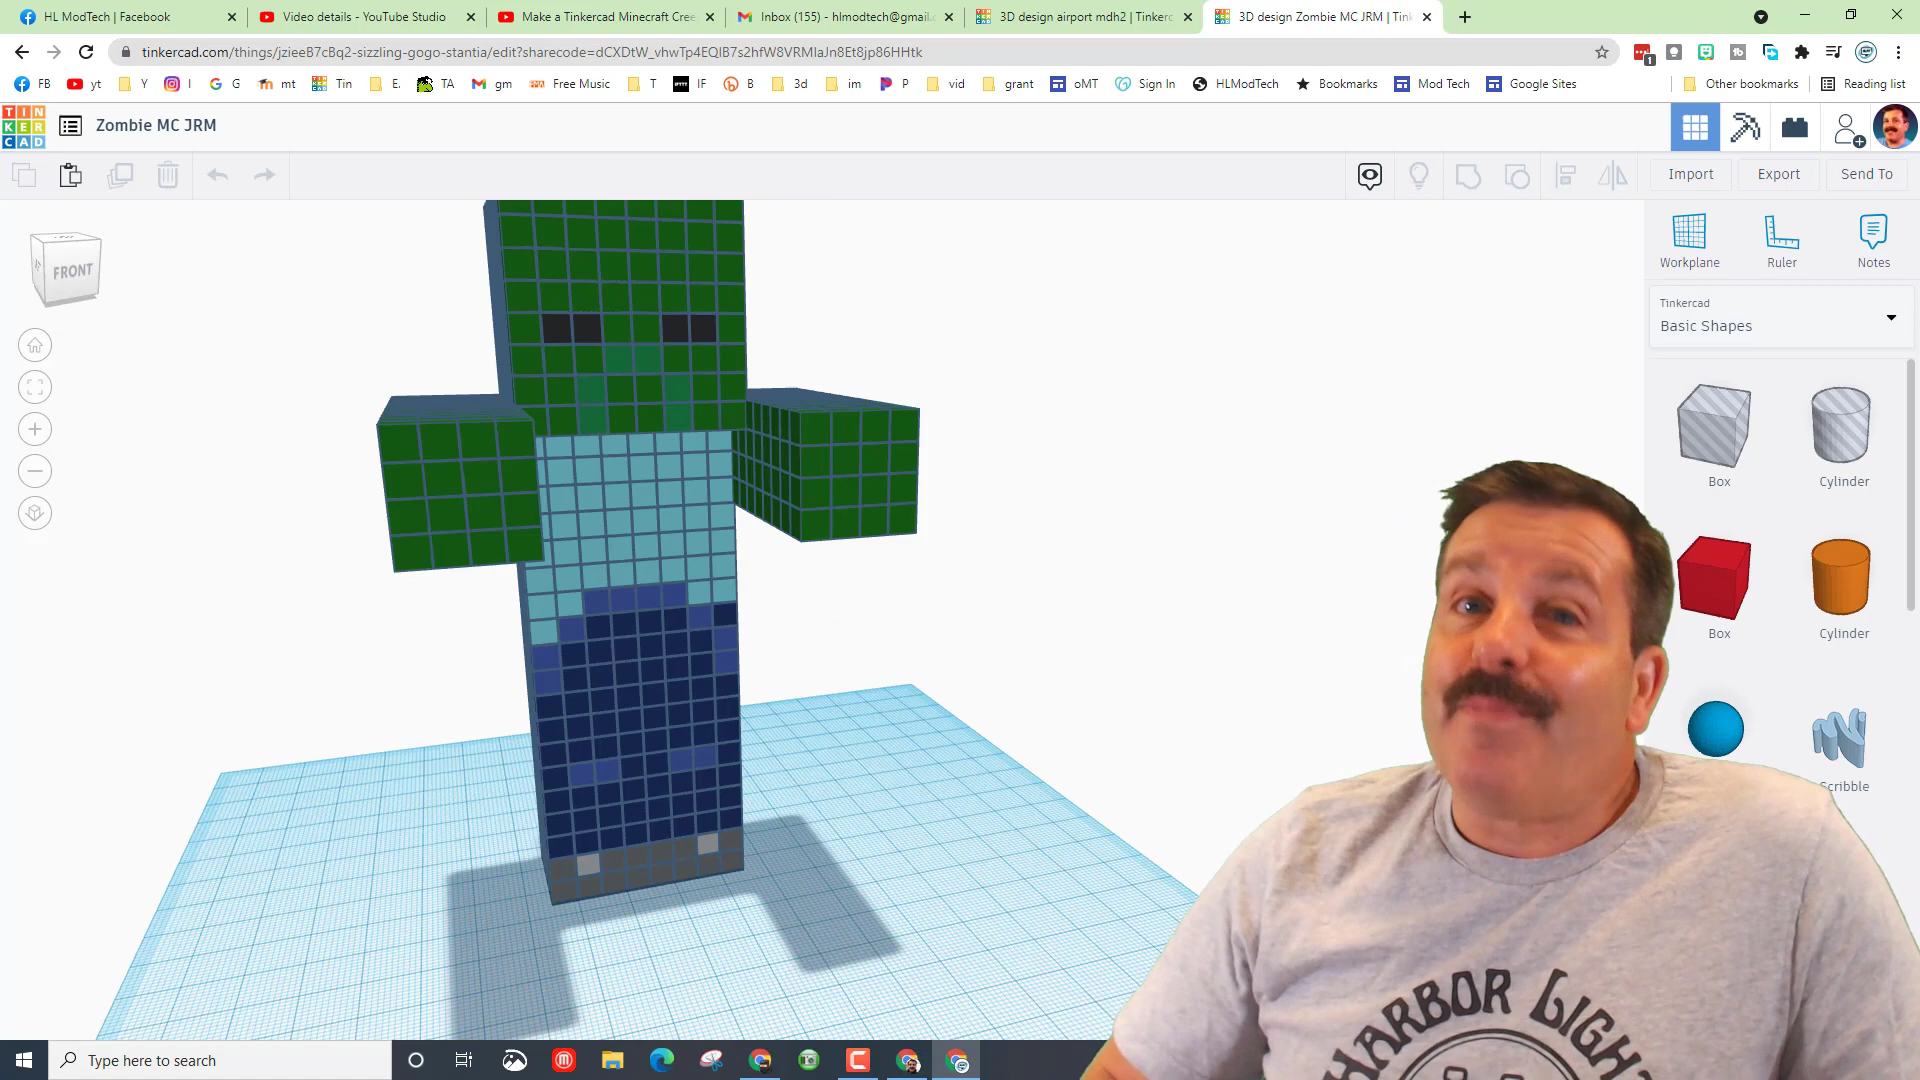 HL ModTech | Facebook
Video details - YouTube Studio
Make a Tinkercad Minecraft Cree
Inbox (155) - hlmodtech@gmail.c
3D design airport mdh2 | Tinkerc
3D design Zombie MC JRM | Tink
tinkercad.com/things/jzieeB7cBq2-sizzling-gogo-stantia/edit?sharecode=dCXDtW_vhwTp4EQIB7s2hfW8VRMIaJn8Et8jp86HHtk
1
FB yt Y I G mt Tin E. TA gm Free Music T IF B 3d im P vid grant oMT Sign In HLModTech Bookmarks Mod Tech Google Sites Other bookmarks Reading list
TIN
KER
CAD
Zombie MC JRM
Import Export Send To
FRONT
Workplane Ruler Notes
Tinkercad
Basic Shapes
Box Cylinder
Box Cylinder
Scribble
HARBOR LIGH
Type here to search